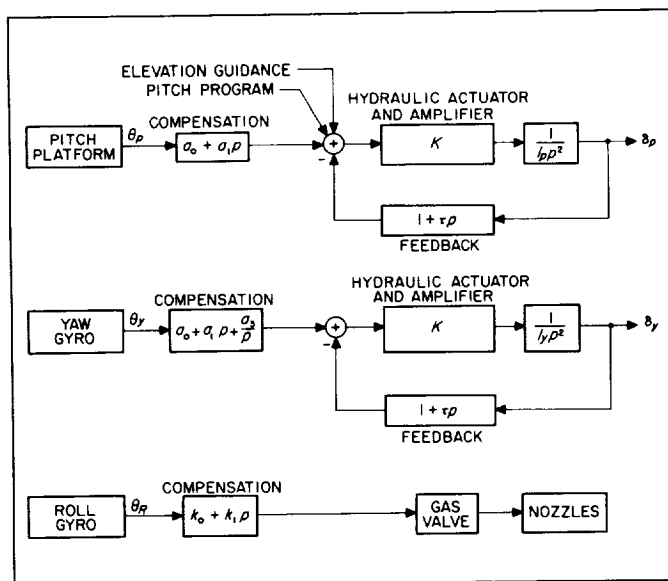 ELEVATION GUIDANCE
PITCH PROGRAM
HYDRAULIC ACTUATOR
AND AMPLIFIER
COMPENSATION
PITCH
PLATFORM
θp
a₀ + a₁p
+
−
K
1
Ipp²
δp
1 + τp
FEEDBACK
HYDRAULIC ACTUATOR
AND AMPLIFIER
COMPENSATION
YAW
GYRO
θy
a₀ + a₁ p + a₃/p
+
−
K
1
Iyp²
δy
1 + τp
FEEDBACK
COMPENSATION
ROLL
GYRO
θR
k₀ + k₁ p
GAS
VALVE
NOZZLES